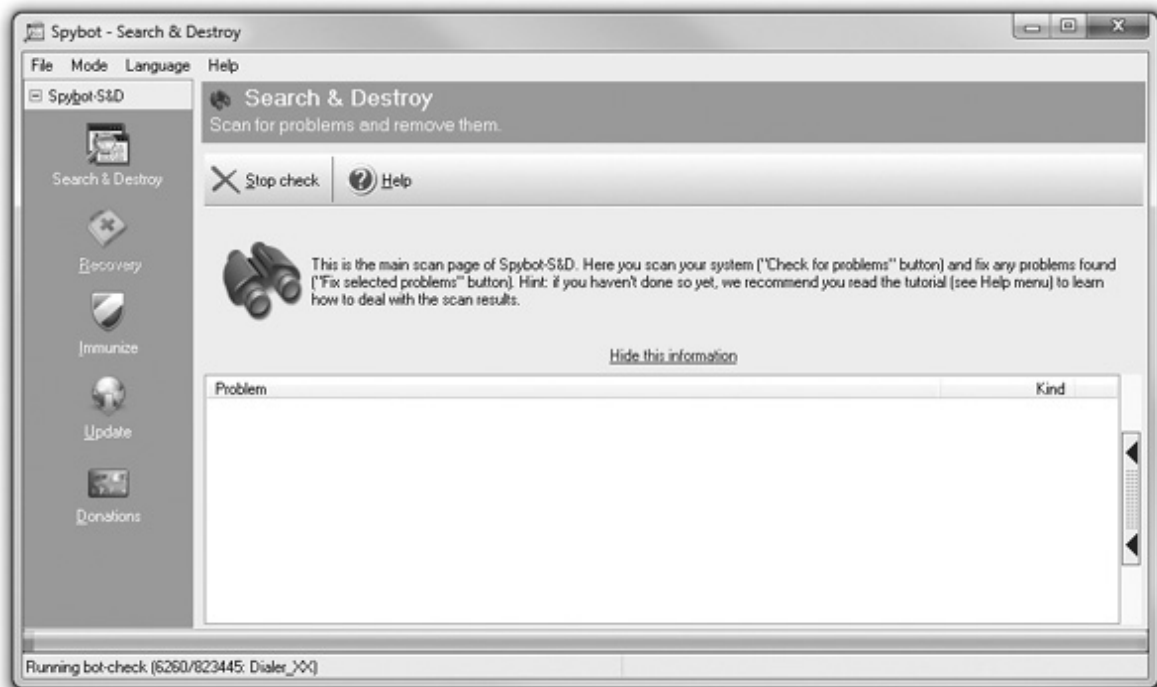 Spybot - Search & Destroy
File Mode Language Help
Spybot-S&D
Search & Destroy
Recovery
Immunize
Update
Donations
Search & Destroy
Scan for problems and remove them.
Stop check Help
This is the main scan page of Spybot-S&D. Here you scan your system ("Check for problems" button) and fix any problems found
("Fix selected problems" button). Hint: if you haven't done so yet, we recommend you read the tutorial (see Help menu) to learn
how to deal with the scan results.
Hide this information
Problem Kind
Running bot-check (6260/823445: Dialer_XX)